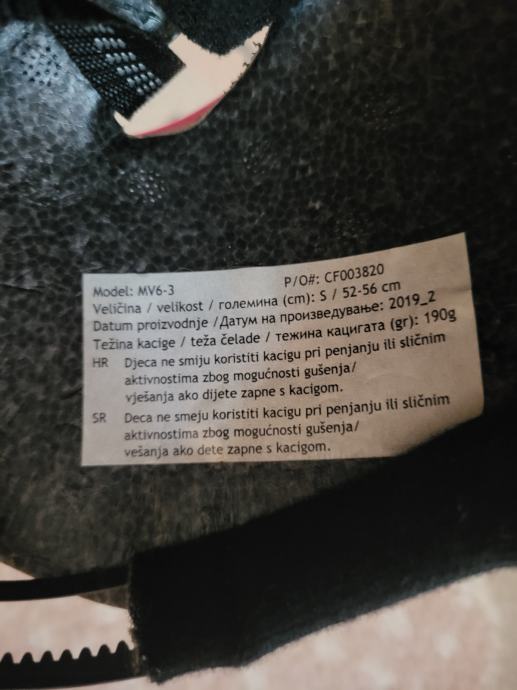 Model: MV6-3 P/O#: CF003820
Veličina / velikost / големина (cm): S / 52-56 cm
Datum proizvodnje /Датум на произведување: 2019_2
Težina kacige / teža čelade / тежина кацигата (gr): 190g
HR Djeca ne smiju koristiti kacigu pri penjanju ili sličnim
aktivnostima zbog mogućnosti gušenja/
vješanja ako dijete zapne s kacigom.
SR Deca ne smeju koristiti kacigu pri penjanju ili sličnim
aktivnostima zbog mogućnosti gušenja/
vešanja ako dete zapne s kacigom.